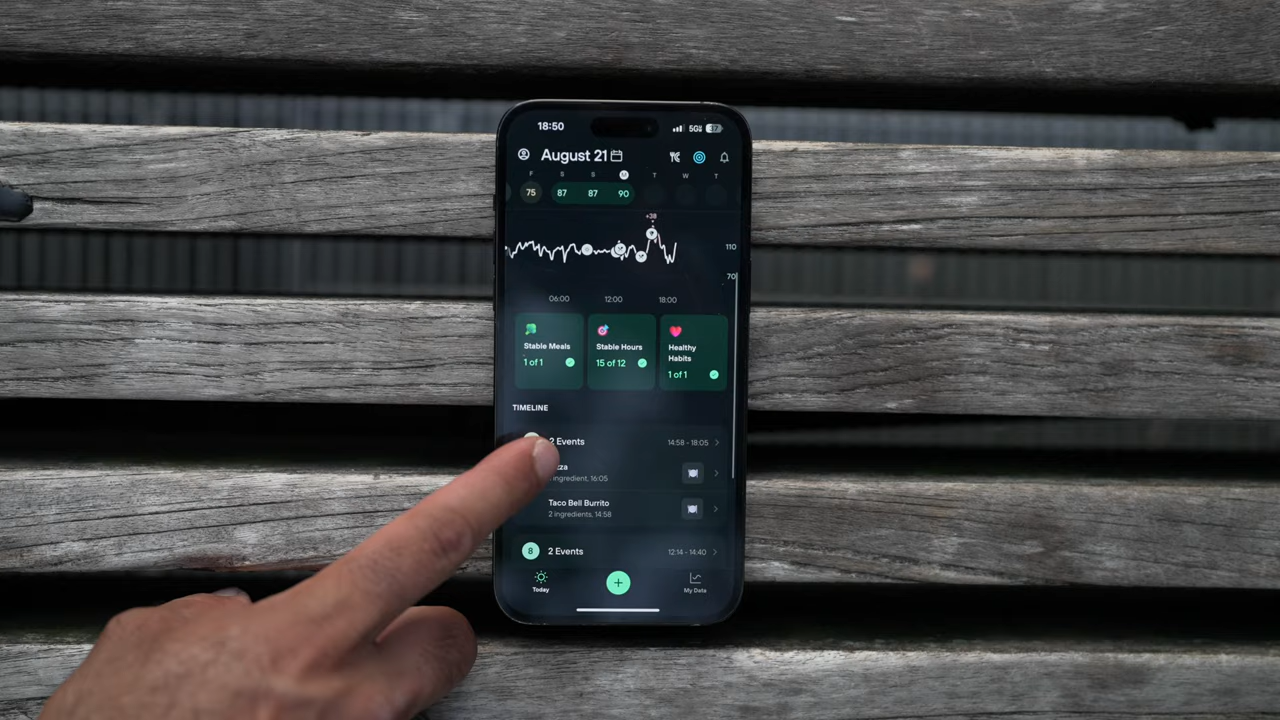 18:50 5G 37
August 21
F S S M T W T
75 87 87 90
+38
110
70
06:00 12:00 18:00
Stable Meals
1 of 1
Stable Hours
15 of 12
Healthy
Habits
1 of 1
TIMELINE
2 Events 14:58 - 18:05
zza
ingredient, 16:05
Taco Bell Burrito
2 ingredients, 14:58
8 2 Events 12:14 - 14:40
Today
My Data